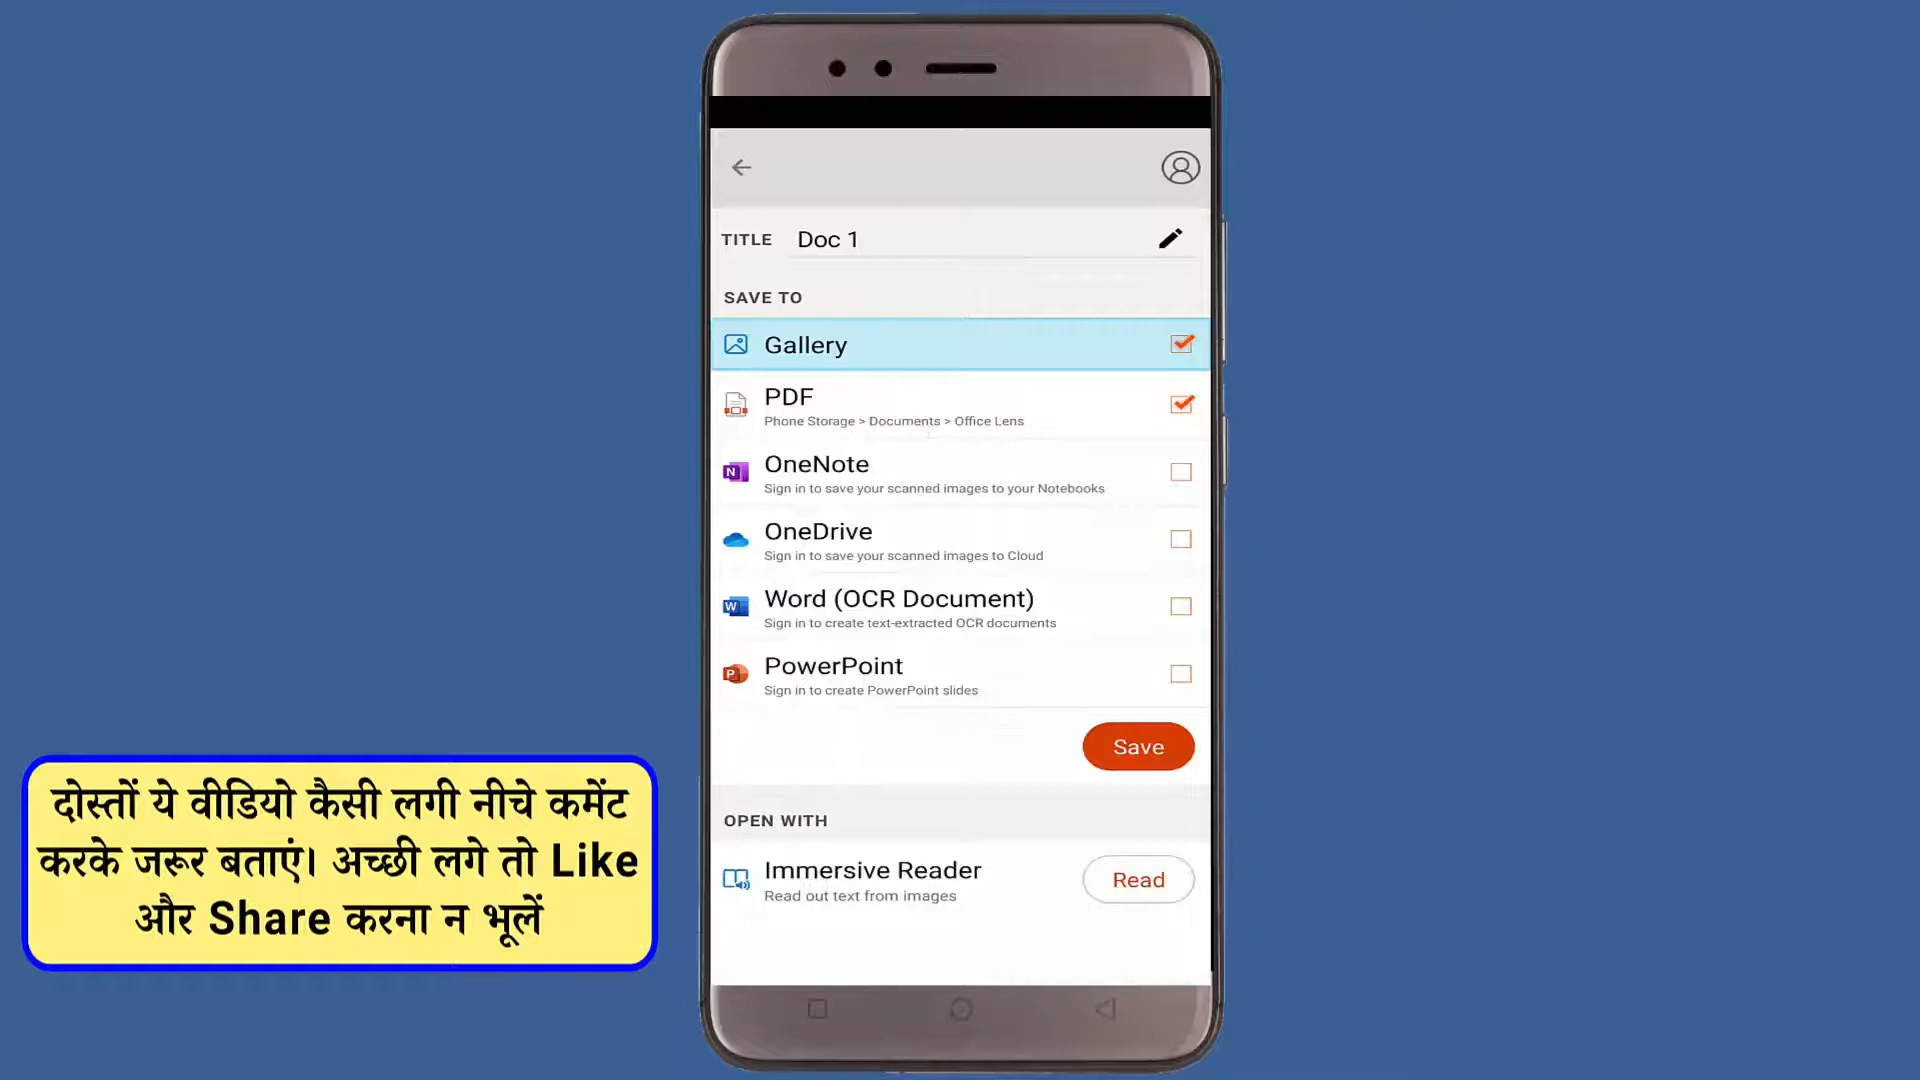 TITLE Doc 1
SAVE TO
Gallery
PDF
Phone Storage > Documents > Office Lens
OneNote
Sign in to save your scanned images to your Notebooks
OneDrive
Sign in to save your scanned images to Cloud
Word (OCR Document)
Sign in to create text-extracted OCR documents
PowerPoint
Sign in to create PowerPoint slides
Save
OPEN WITH
Immersive Reader
Read out text from images
Read
दोस्तों ये वीडियो कैसी लगी नीचे कमेंट
करके जरूर बताएं। अच्छी लगे तो Like
और Share करना न भूलें